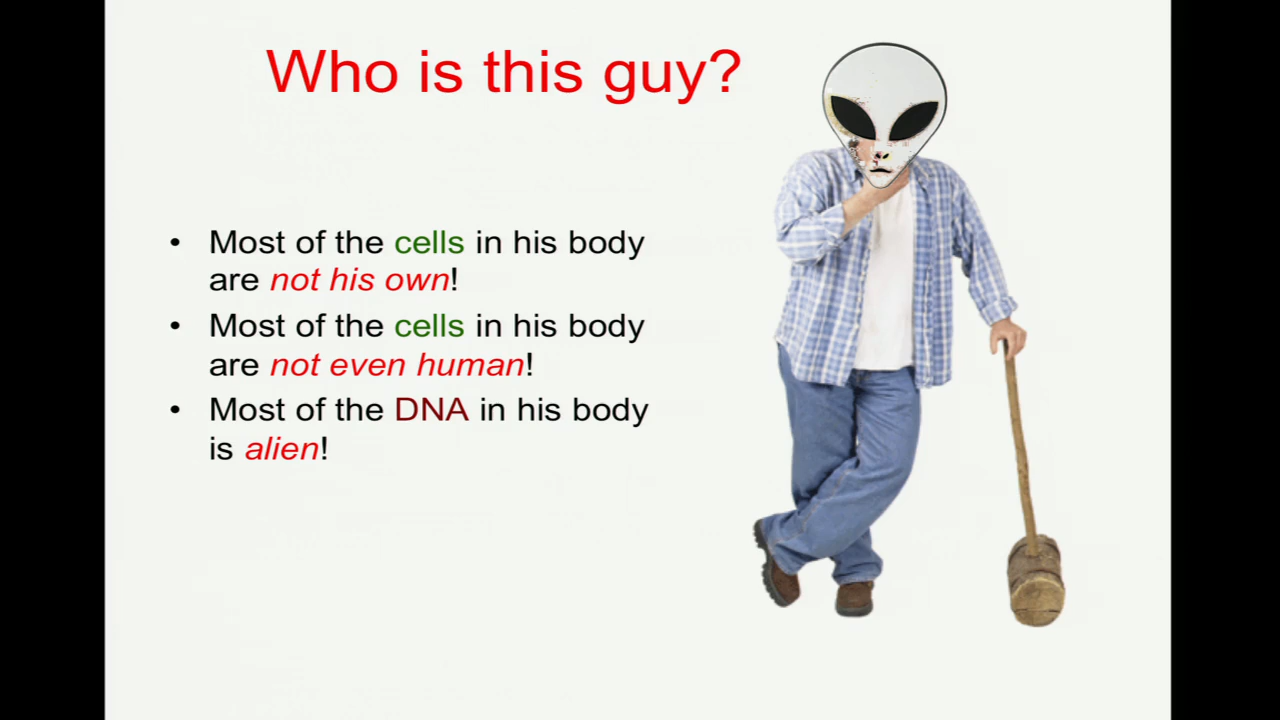 Who is this guy?
• Most of the cells in his body
are not his own!
• Most of the cells in his body
are not even human!
• Most of the DNA in his body
is alien!